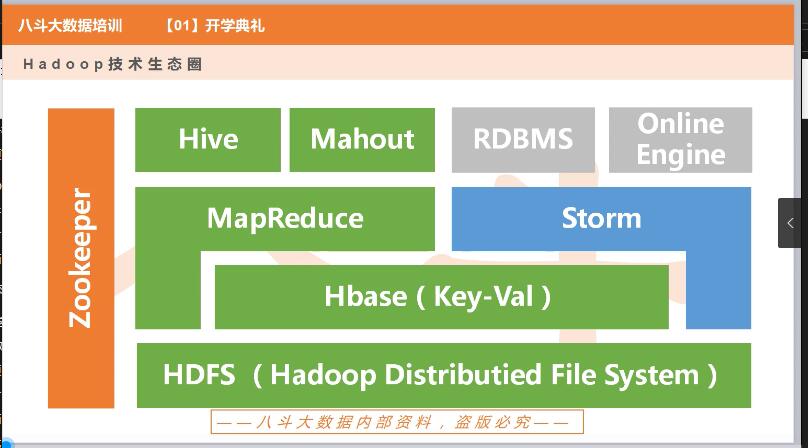 八斗大数据培训 【01】开学典礼
Hadoop技术生态圈
Zookeeper
Hive
Mahout
RDBMS
Online
Engine
MapReduce
Storm
Hbase（Key-Val）
HDFS （Hadoop Distributied File System）
——八斗大数据内部资料，盗版必究——